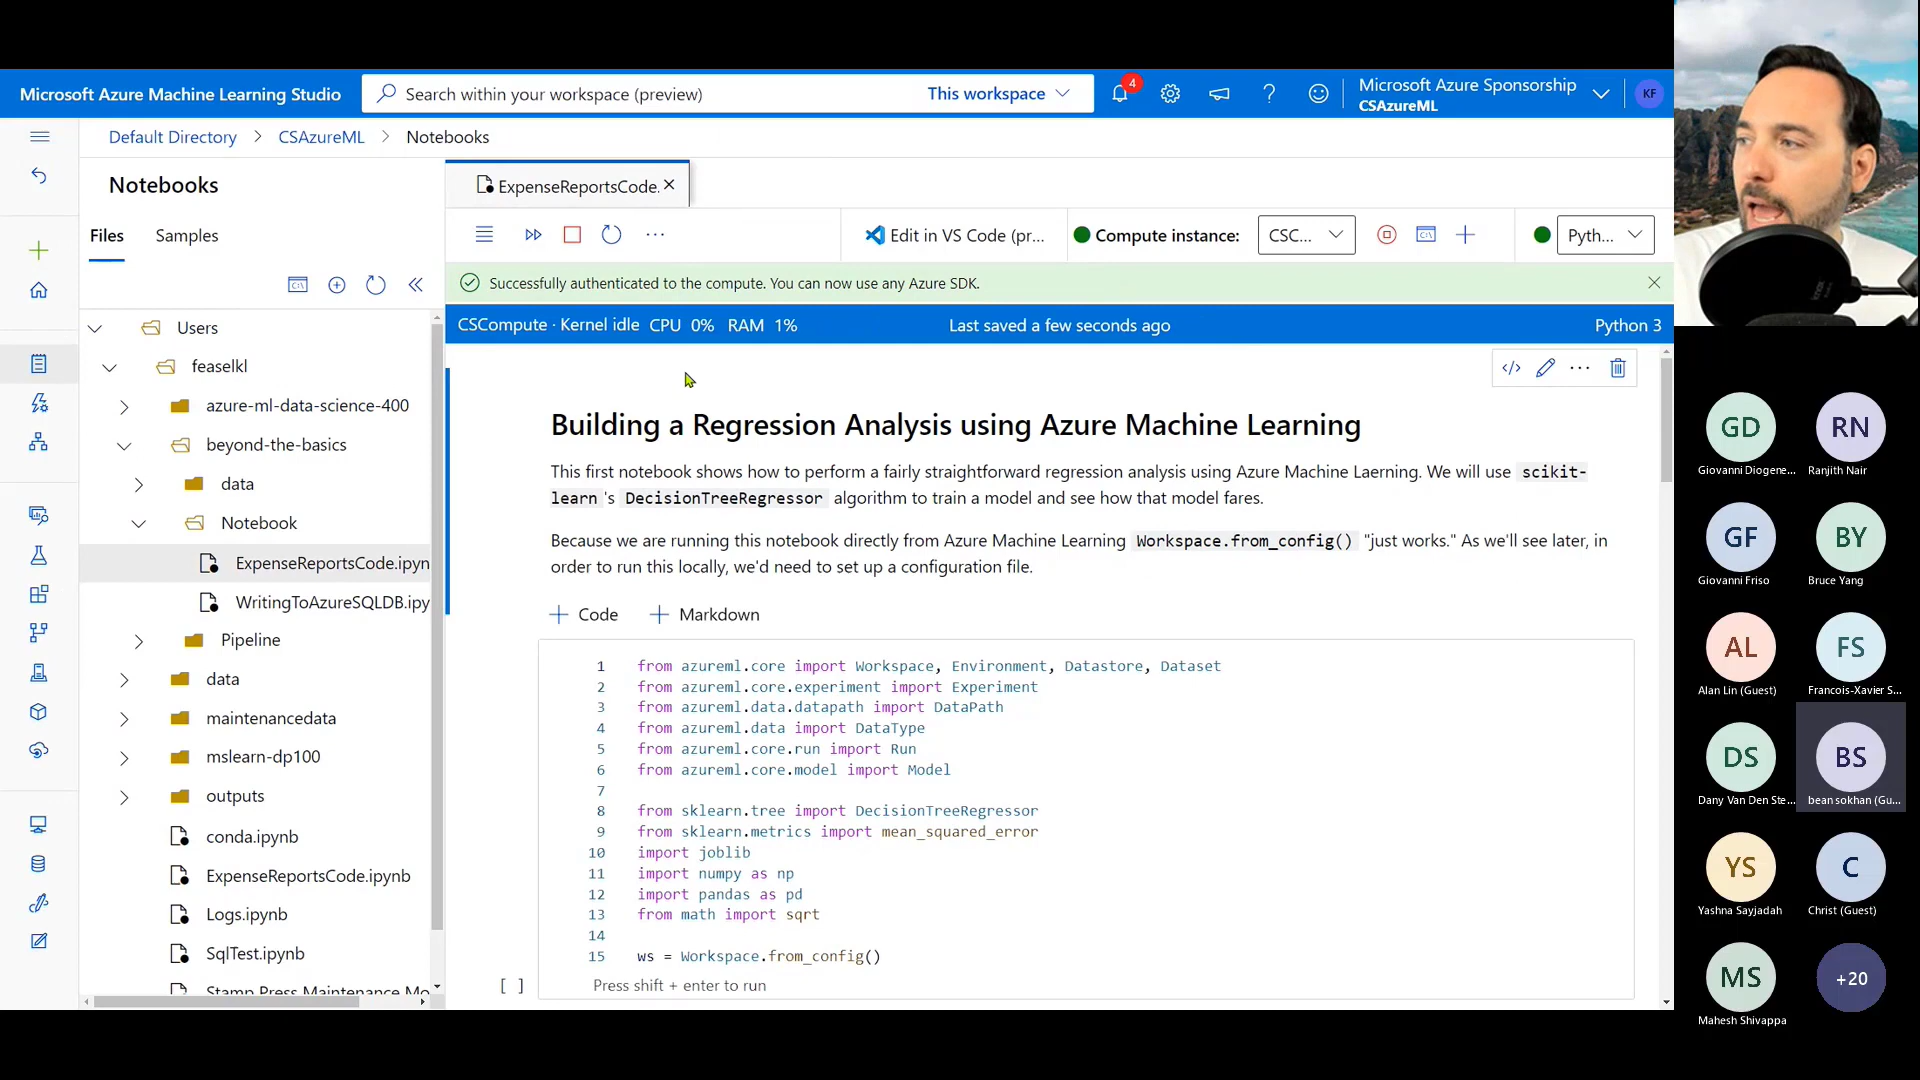 Microsoft Azure Machine Learning Studio
Search within your workspace (preview)
This workspace
4
Microsoft Azure Sponsorship
CSAzureML
KF
Default Directory > CSAzureML > Notebooks
Notebooks
Files
Samples
Users
feaselkl
azure-ml-data-science-400
beyond-the-basics
data
Notebook
ExpenseReportsCode.ipyn
WritingToAzureSQLDB.ipy
Pipeline
data
maintenancedata
mslearn-dp100
outputs
conda.ipynb
ExpenseReportsCode.ipynb
Logs.ipynb
SqlTest.ipynb
Stamp Press Maintenance Mo
ExpenseReportsCode.
Edit in VS Code (pr...
Compute instance:
CSC...
Pyth...
Successfully authenticated to the compute. You can now use any Azure SDK.
CSCompute · Kernel idle CPU 0% RAM 1%
Last saved a few seconds ago
Python 3
Building a Regression Analysis using Azure Machine Learning
This first notebook shows how to perform a fairly straightforward regression analysis using Azure Machine Laerning. We will use scikit-
learn 's DecisionTreeRegressor algorithm to train a model and see how that model fares.
Because we are running this notebook directly from Azure Machine Learning Workspace.from_config() "just works." As we'll see later, in
order to run this locally, we'd need to set up a configuration file.
+ Code + Markdown
1 from azureml.core import Workspace, Environment, Datastore, Dataset
2 from azureml.core.experiment import Experiment
3 from azureml.data.datapath import DataPath
4 from azureml.data import DataType
5 from azureml.core.run import Run
6 from azureml.core.model import Model
7
8 from sklearn.tree import DecisionTreeRegressor
9 from sklearn.metrics import mean_squared_error
10 import joblib
11 import numpy as np
12 import pandas as pd
13 from math import sqrt
14
15 ws = Workspace.from_config()
[ ] Press shift + enter to run
GD
Giovanni Diogene...
RN
Ranjith Nair
GF
Giovanni Friso
BY
Bruce Yang
AL
Alan Lin (Guest)
FS
Francois-Xavier S...
DS
Dany Van Den Ste...
BS
bean sokhan (Gu...
YS
Yashna Sayjadah
C
Christ (Guest)
MS
Mahesh Shivappa
+20